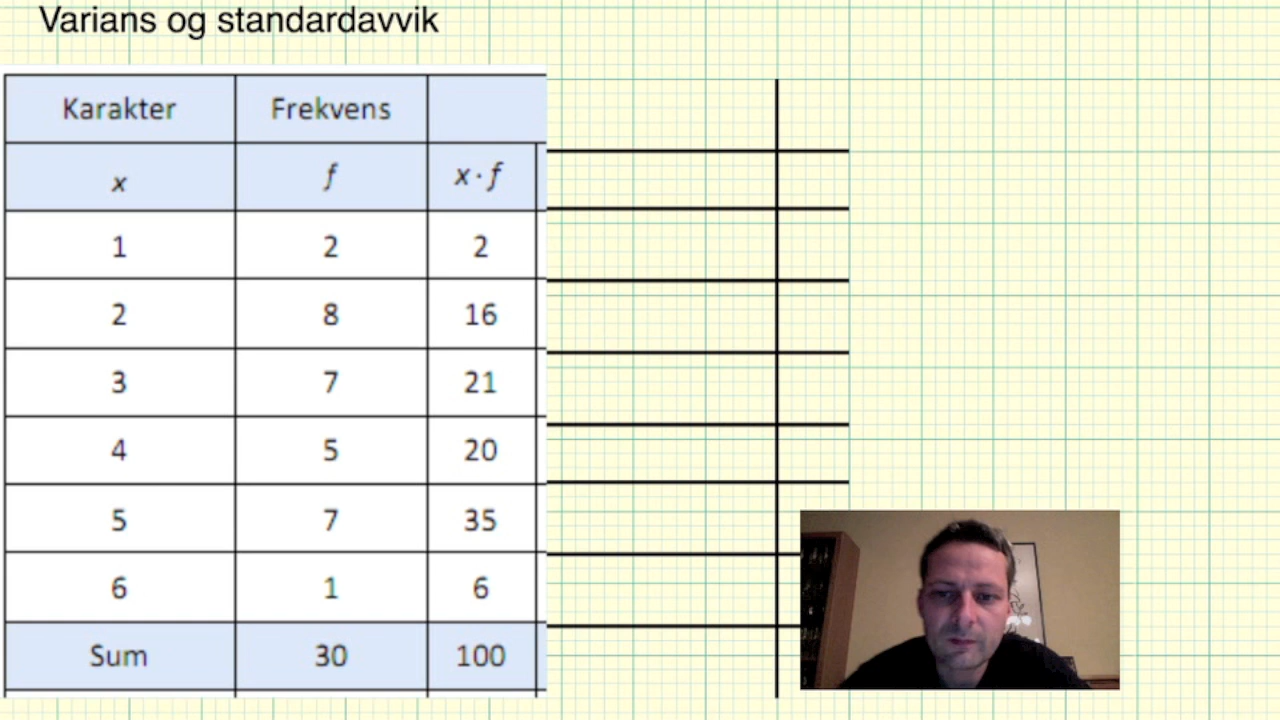 Varians og standardavvik
Karakter Frekvens
x f x · f
1 2 2
2 8 16
3 7 21
4 5 20
5 7 35
6 1 6
Sum 30 100